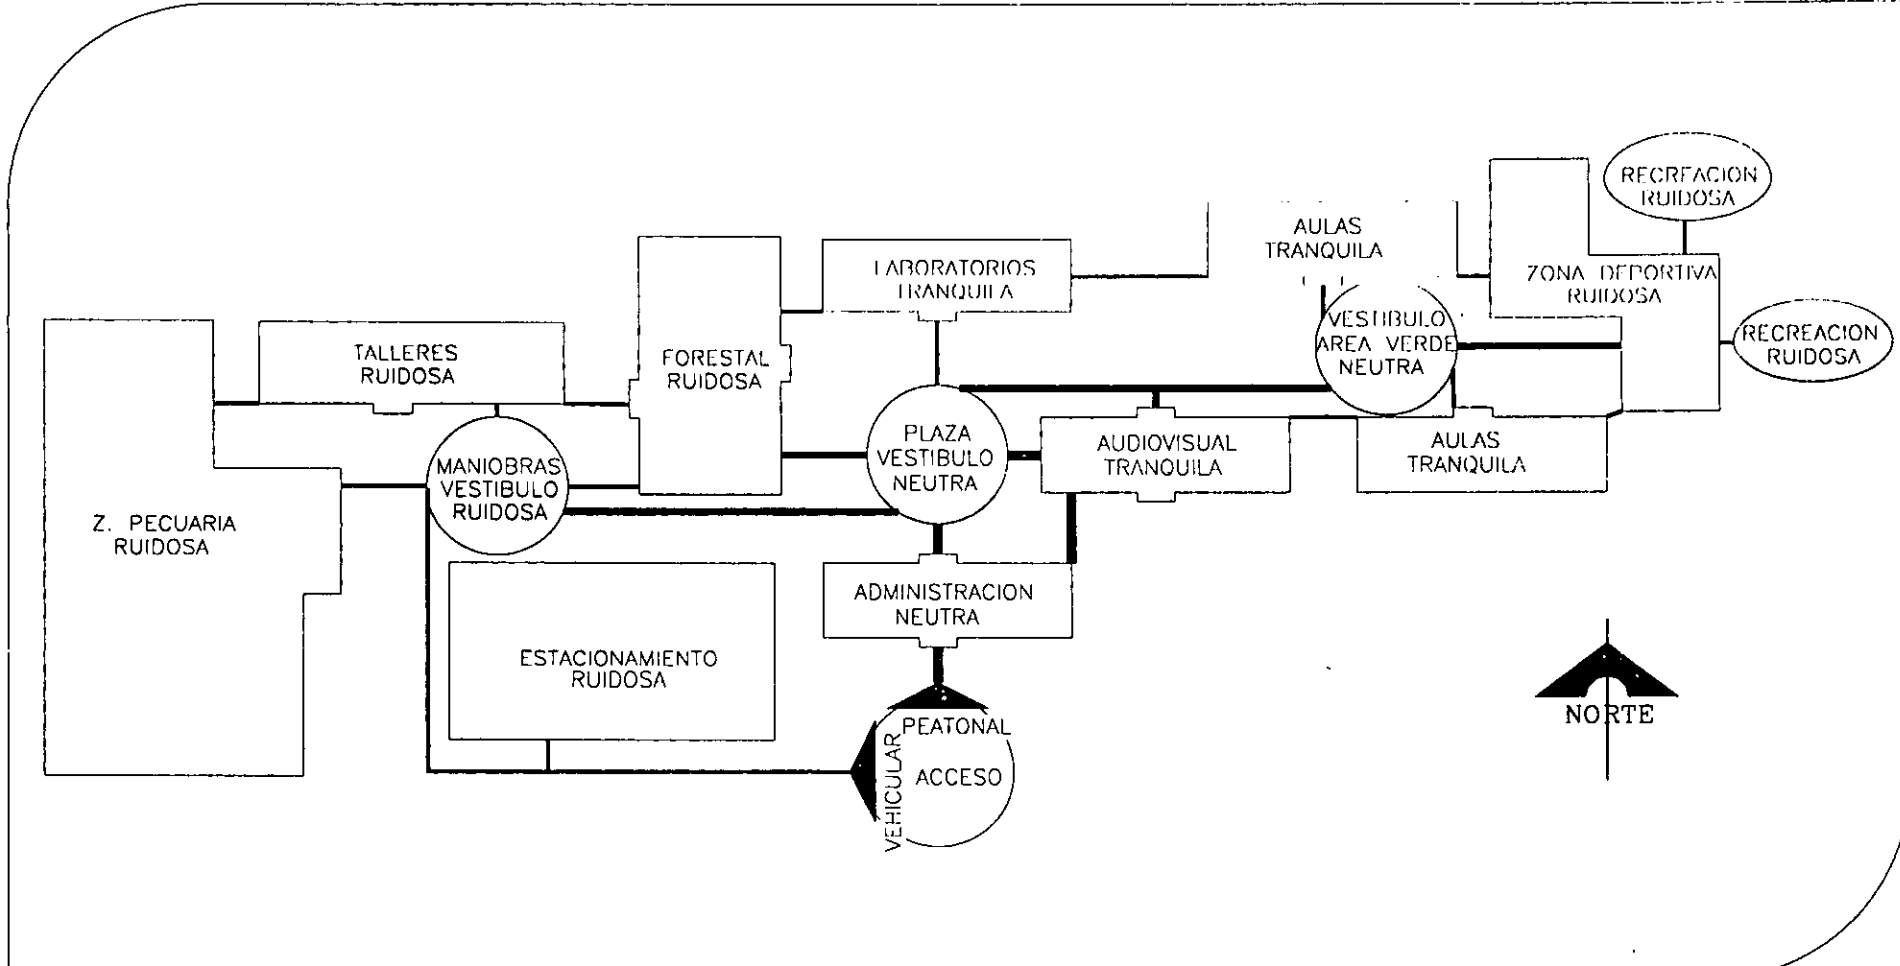 RECREACION
RUIDOSA
AULAS
TRANQUILA
LABORATORIOS
TRANQUILA
ZONA DEPORTIVA
RUIDOSA
VESTIBULO
AREA VERDE
NEUTRA
RECREACION
RUIDOSA
TALLERES
RUIDOSA
FORESTAL
RUIDOSA
PLAZA
VESTIBULO
NEUTRA
AUDIOVISUAL
TRANQUILA
AULAS
TRANQUILA
MANIOBRAS
VESTIBULO
RUIDOSA
Z. PECUARIA
RUIDOSA
ADMINISTRACION
NEUTRA
ESTACIONAMIENTO
RUIDOSA
PEATONAL
VEHICULAR
ACCESO
NORTE